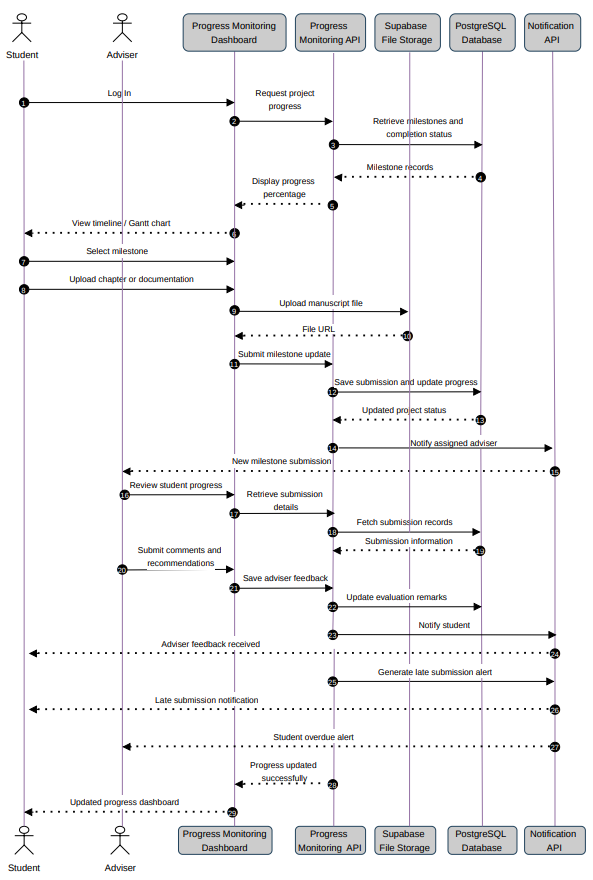 Progress Monitoring
Dashboard
Progress
Monitoring API
Supabase
File Storage
PostgreSQL
Database
Notification
API
Student
Adviser
Log In
1
Request project
progress
2
Retrieve milestones and
completion status
3
Milestone records
4
Display progress
percentage
5
View timeline / Gantt chart
6
Select milestone
7
Upload chapter or documentation
8
Upload manuscript file
9
File URL
10
Submit milestone update
11
Save submission and update progress
12
Updated project status
13
Notify assigned adviser
14
New milestone submission
15
Review student progress
16
Retrieve submission
details
17
Fetch submission records
18
Submission information
19
Submit comments and
recommendations
20
Save adviser feedback
21
Update evaluation remarks
22
Notify student
23
Adviser feedback received
24
Generate late submission alert
25
Late submission notification
26
Student overdue alert
27
Progress updated
successfully
28
Updated progress dashboard
29
Progress Monitoring
Dashboard
Progress
Monitoring API
Supabase
File Storage
PostgreSQL
Database
Notification
API
Student
Adviser